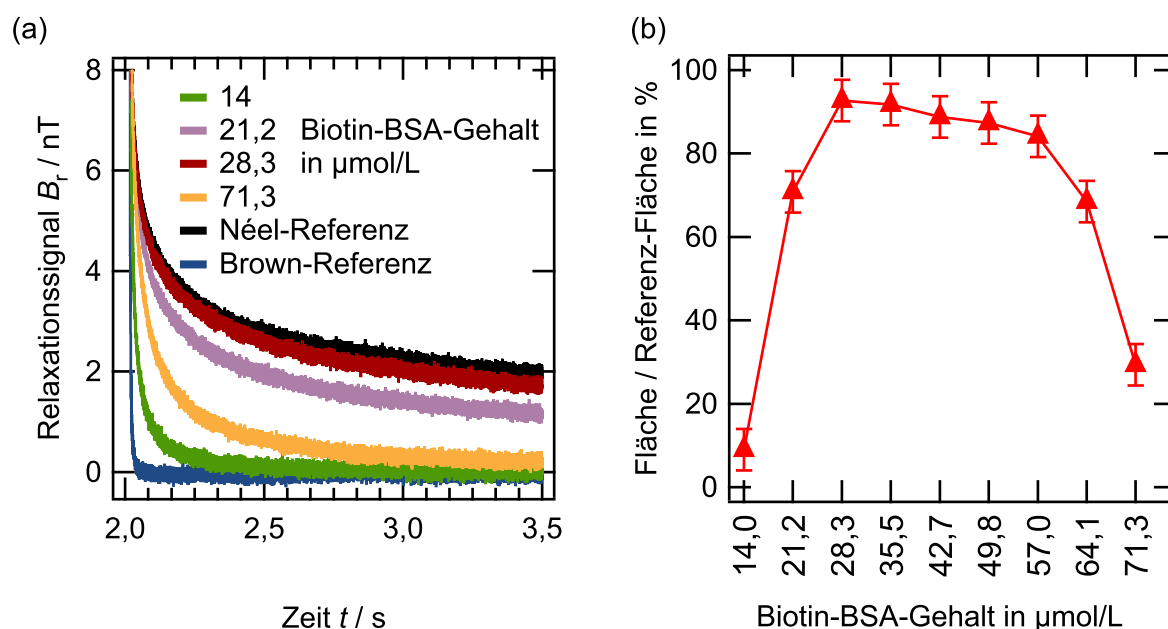 (a)
8
6
4
2
0
Relaxationssignal Br / nT
14
21,2 Biotin-BSA-Gehalt
28,3 in µmol/L
71,3
Néel-Referenz
Brown-Referenz
2,0 2,5 3,0 3,5
Zeit t / s
(b)
100
80
60
40
20
0
Fläche / Referenz-Fläche in %
14,0
21,2
28,3
35,5
42,7
49,8
57,0
64,1
71,3
Biotin-BSA-Gehalt in µmol/L